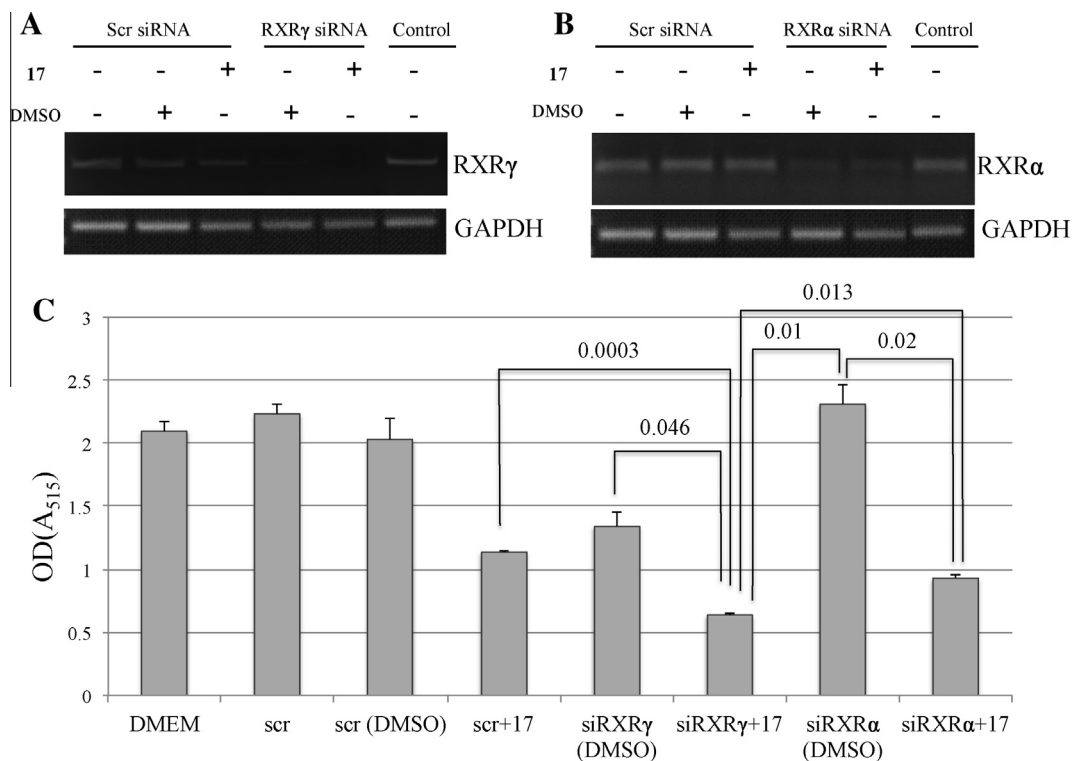 A
Scr siRNA RXRγ siRNA Control
17 - - + - + -
DMSO - + - + - -
RXRγ
GAPDH
B
Scr siRNA RXRα siRNA Control
17 - - + - + -
DMSO - + - + - -
RXRα
GAPDH
C
OD(A515)
3
2.5
2
1.5
1
0.5
0
0.0003
0.046
0.013
0.01
0.02
DMEM
scr
scr (DMSO)
scr+17
siRXRγ
(DMSO)
siRXRγ+17
siRXRα
(DMSO)
siRXRα+17